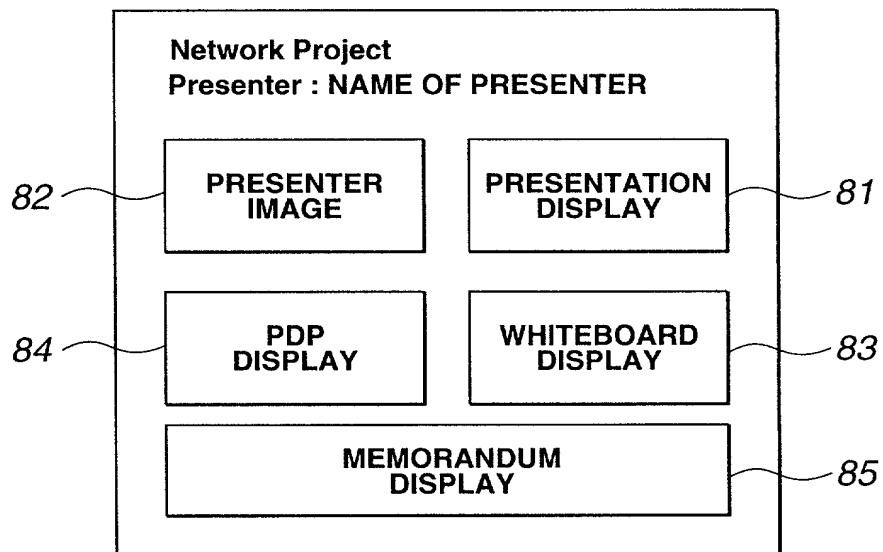 Network Project
Presenter : NAME OF PRESENTER
82
PRESENTER
IMAGE
PRESENTATION
DISPLAY
81
84
PDP
DISPLAY
WHITEBOARD
DISPLAY
83
MEMORANDUM
DISPLAY
85